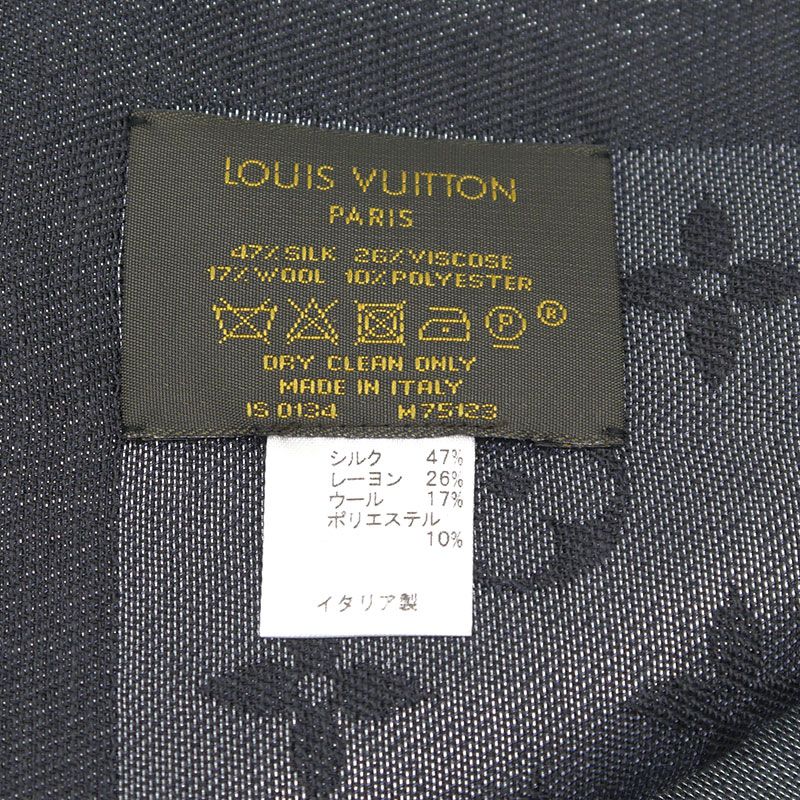 LOUIS VUITTON
PARIS
47% SILK 26% VISCOSE
17% WOOL 10% POLYESTER
P ®
DRY CLEAN ONLY
MADE IN ITALY
IS 0134 M75123
シルク 47%
レーヨン 26%
ウール 17%
ポリエステル
10%
イタリア製